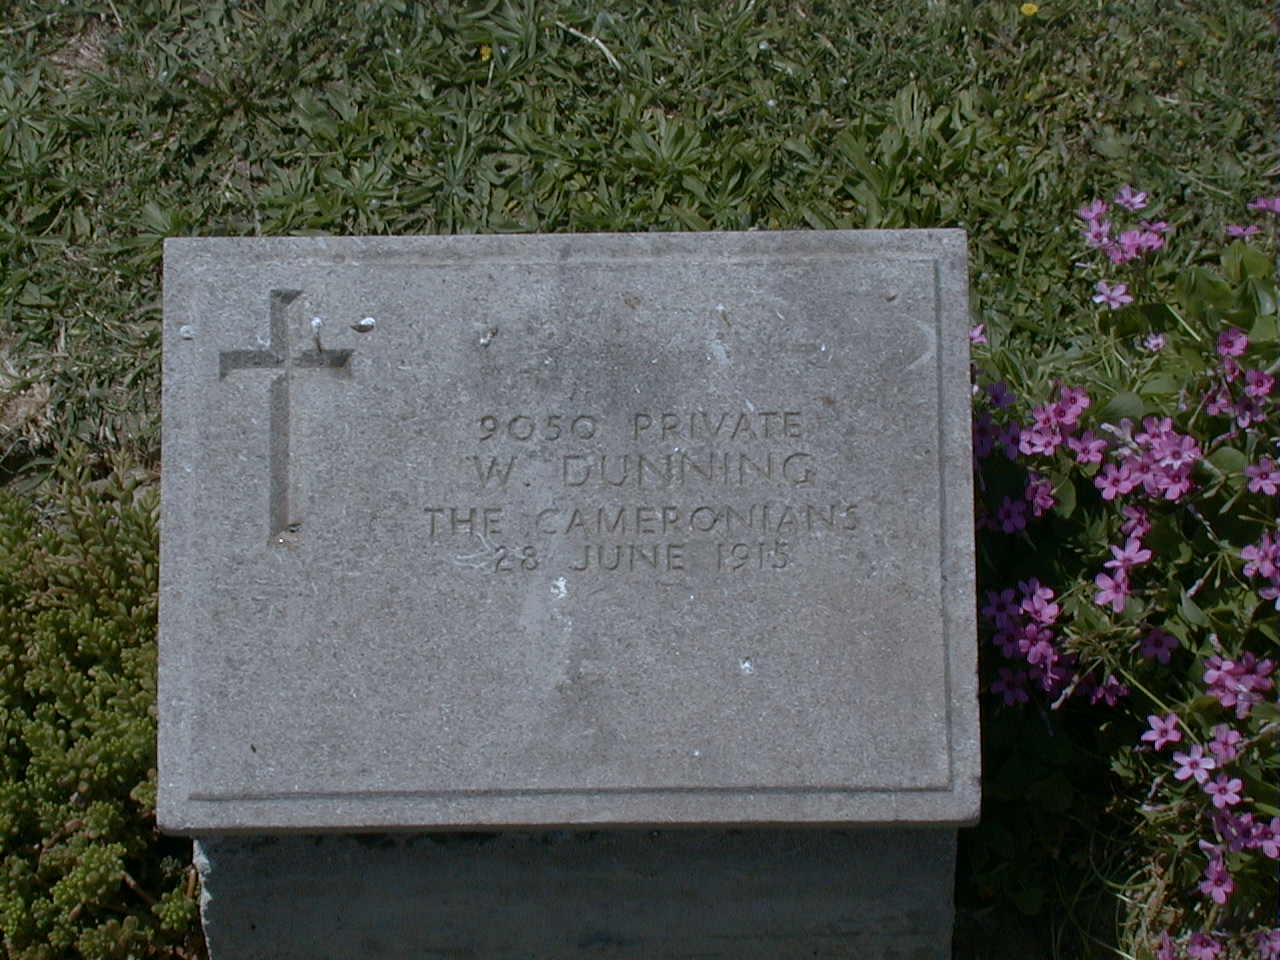 9050 PRIVATE
W. DUNNING
THE CAMERONIANS
28 JUNE 1915